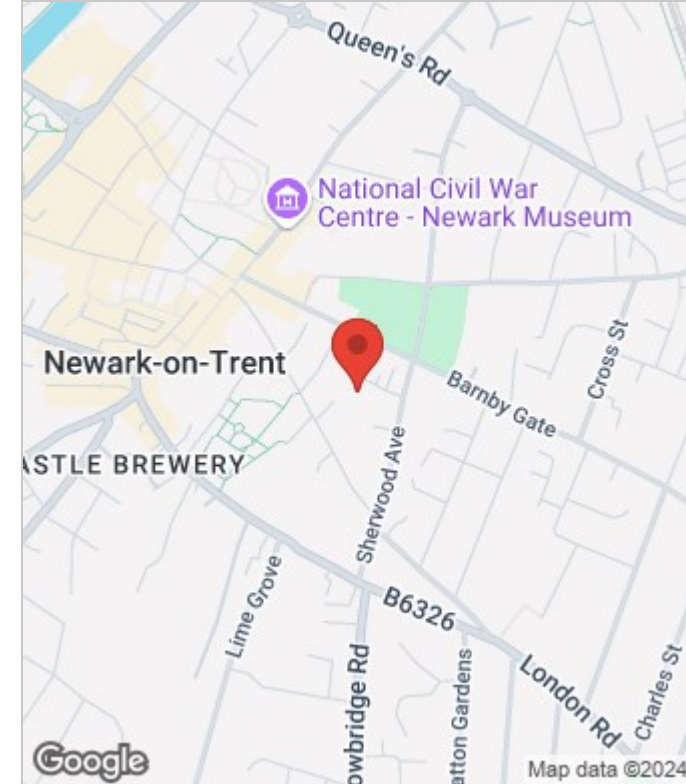 Queen's Rd
National Civil War
Centre - Newark Museum
Cross St
Newark-on-Trent
Barnby Gate
ASTLE BREWERY
Sherwood Ave
Lime Grove
B6326
London Rd
owbridge Rd
atton Gardens
Charles St
Google
Map data ©2024